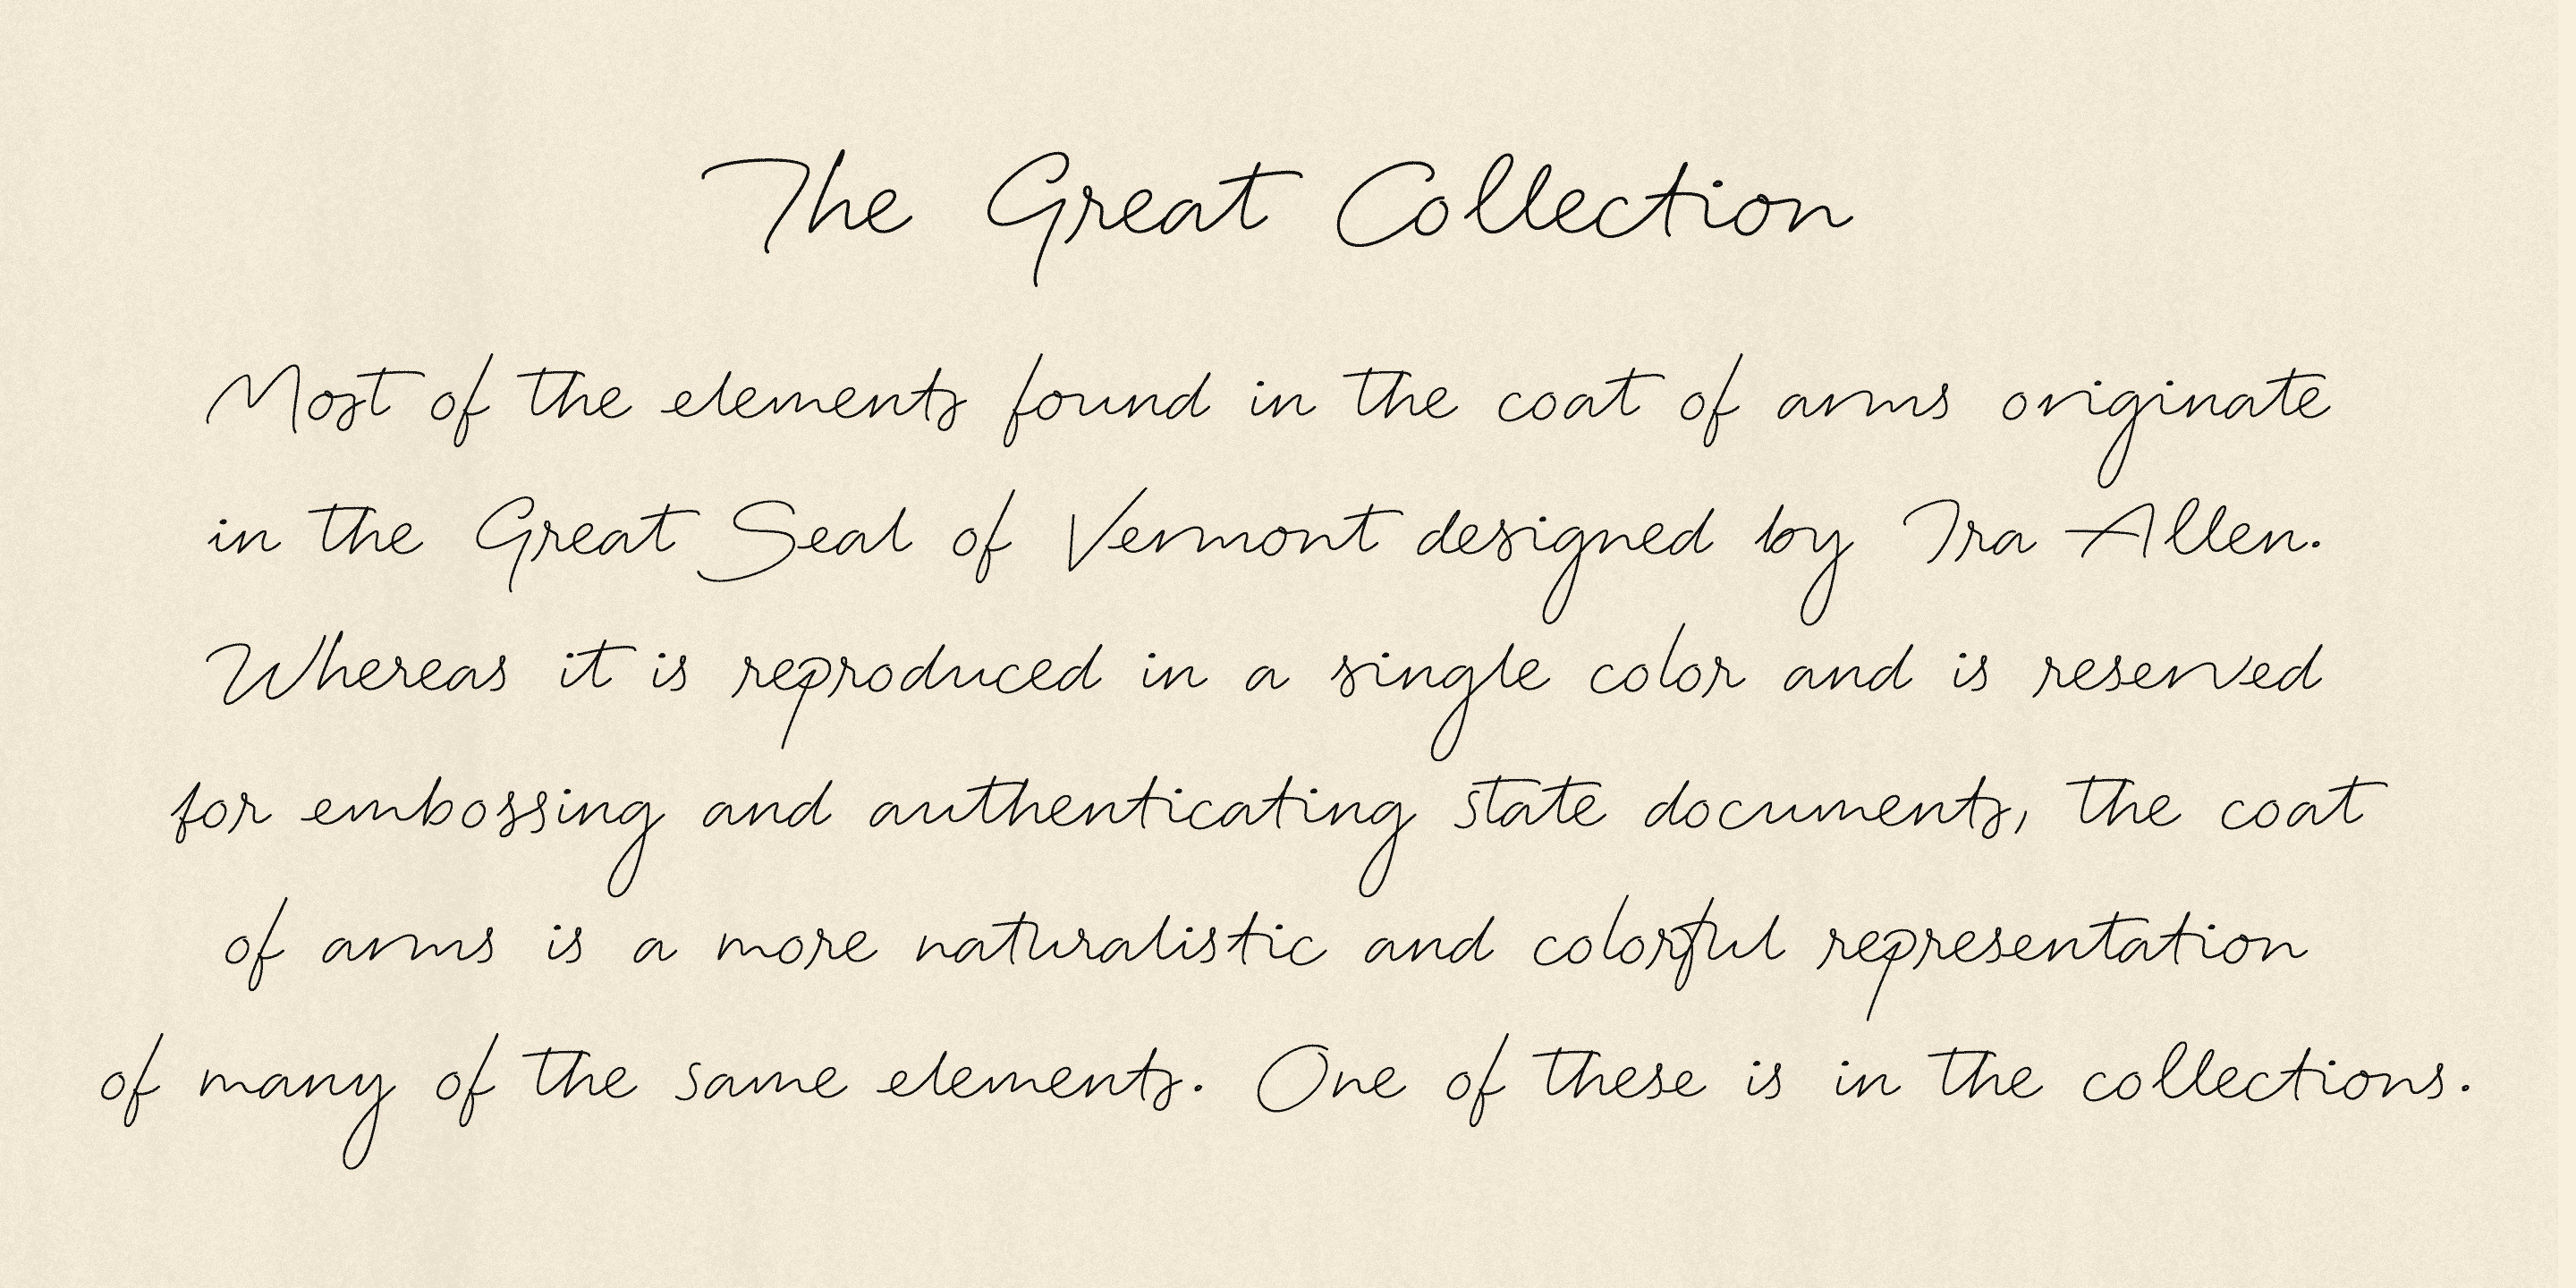 The Great Collection
Most of the elements found in the coat of arms originate
in the Great Seal of Vermont designed by Ira Allen.
Whereas it is reproduced in a single color and is reserved
for embossing and authenticating state documents, the coat
of arms is a more naturalistic and colorful representation
of many of the same elements. One of these is in the collections.